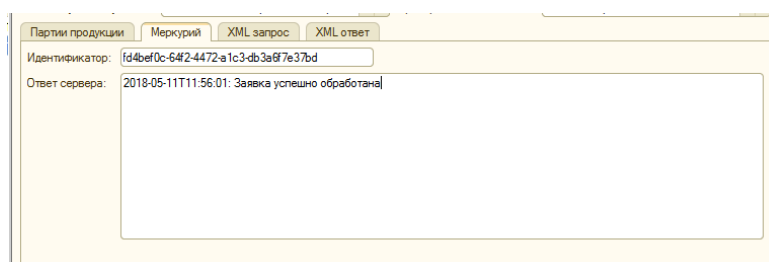 Партии продукции Меркурий XML запрос XML ответ
Идентификатор: fd4bef0c-64f2-4472-a1c3-db3a6f7e37bd
Ответ сервера: 2018-05-11T11:56:01: Заявка успешно обработана